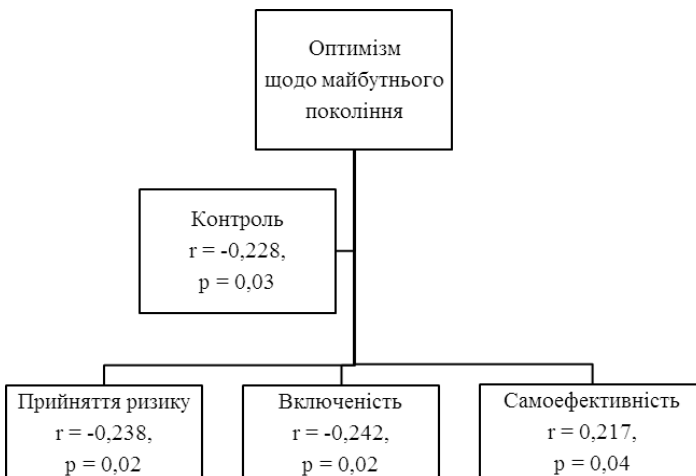 Оптимізм
щодо майбутнього
покоління
Контроль
r = -0,228,
p = 0,03
Прийняття ризику
r = -0,238,
p = 0,02
Включеність
r = -0,242,
p = 0,02
Самоефективність
r = 0,217,
p = 0,04